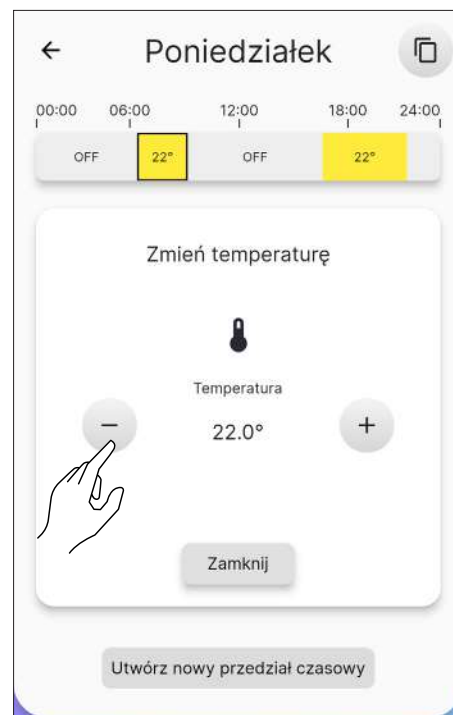 Poniedziałek
00:00 06:00 12:00 18:00 24:00
OFF 22° OFF 22°
Zmień temperaturę
Temperatura
− 22.0° +
Zamknij
Utwórz nowy przedział czasowy